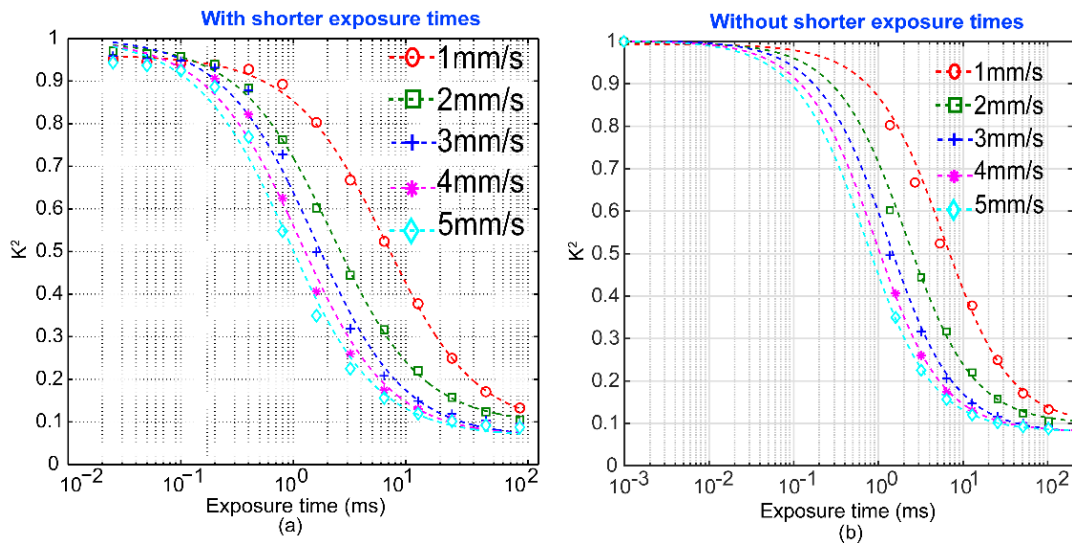 With shorter exposure times
1
0.9
0.8
0.7
0.6
0.5
0.4
0.3
0.2
0.1
0
K²
1mm/s
2mm/s
3mm/s
4mm/s
5mm/s
10⁻² 10⁻¹ 10⁰ 10¹ 10²
Exposure time (ms)
(a)
Without shorter exposure times
1
0.9
0.8
0.7
0.6
0.5
0.4
0.3
0.2
0.1
0
K²
1mm/s
2mm/s
3mm/s
4mm/s
5mm/s
10⁻³ 10⁻² 10⁻¹ 10⁰ 10¹ 10²
Exposure time (ms)
(b)